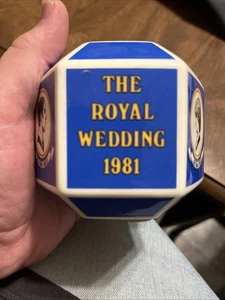 THE
ROYAL
WEDDING
1981